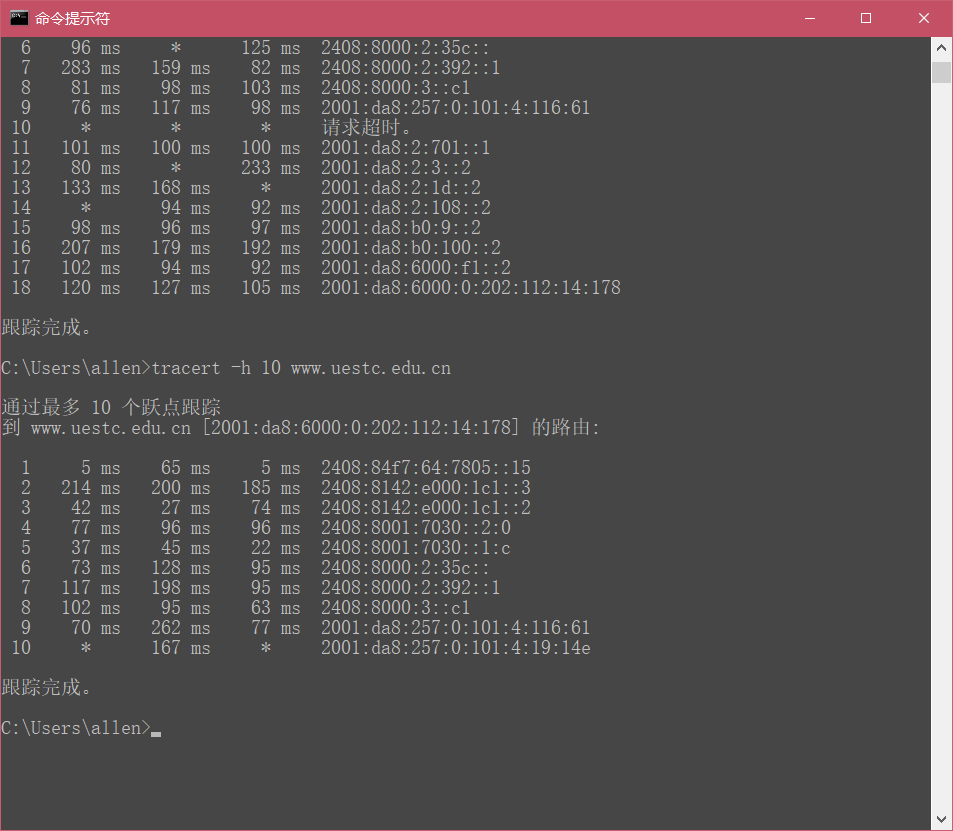 命令提示符
6 96 ms * 125 ms 2408:8000:2:35c::
7 283 ms 159 ms 82 ms 2408:8000:2:392::1
8 81 ms 98 ms 103 ms 2408:8000:3::c1
9 76 ms 117 ms 98 ms 2001:da8:257:0:101:4:116:61
10 * * * 请求超时。
11 101 ms 100 ms 100 ms 2001:da8:2:701::1
12 80 ms * 233 ms 2001:da8:2:3::2
13 133 ms 168 ms * 2001:da8:2:1d::2
14 * 94 ms 92 ms 2001:da8:2:108::2
15 98 ms 96 ms 97 ms 2001:da8:b0:9::2
16 207 ms 179 ms 192 ms 2001:da8:b0:100::2
17 102 ms 94 ms 92 ms 2001:da8:6000:f1::2
18 120 ms 127 ms 105 ms 2001:da8:6000:0:202:112:14:178
跟踪完成。
C:\Users\allen>tracert -h 10 www.uestc.edu.cn
通过最多 10 个跃点跟踪
到 www.uestc.edu.cn [2001:da8:6000:0:202:112:14:178] 的路由:
1 5 ms 65 ms 5 ms 2408:84f7:64:7805::15
2 214 ms 200 ms 185 ms 2408:8142:e000:1c1::3
3 42 ms 27 ms 74 ms 2408:8142:e000:1c1::2
4 77 ms 96 ms 96 ms 2408:8001:7030::2:0
5 37 ms 45 ms 22 ms 2408:8001:7030::1:c
6 73 ms 128 ms 95 ms 2408:8000:2:35c::
7 117 ms 198 ms 95 ms 2408:8000:2:392::1
8 102 ms 95 ms 63 ms 2408:8000:3::c1
9 70 ms 262 ms 77 ms 2001:da8:257:0:101:4:116:61
10 * 167 ms * 2001:da8:257:0:101:4:19:14e
跟踪完成。
C:\Users\allen>